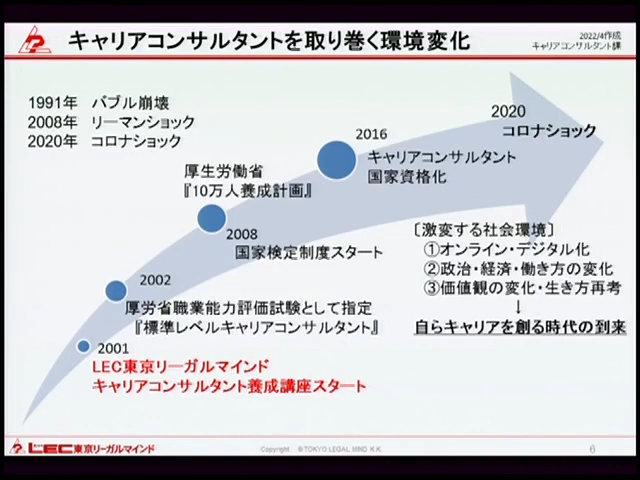 キャリアコンサルタントを取り巻く環境変化
2022/4作成
キャリアコンサルタント課
1991年 バブル崩壊
2008年 リーマンショック
2020年 コロナショック
2020
コロナショック
2016
キャリアコンサルタント
国家資格化
厚生労働省
『10万人養成計画』
2008
国家検定制度スタート
2002
厚労省職業能力評価試験として指定
『標準レベルキャリアコンサルタント』
2001
LEC東京リーガルマインド
キャリアコンサルタント養成講座スタート
〔激変する社会環境〕
①オンライン・デジタル化
②政治・経済・働き方の変化
③価値観の変化・生き方再考
↓
自らキャリアを創る時代の到来
LEC東京リーガルマインド
Copyright ©TOKYO LEGAL MIND K.K.
6